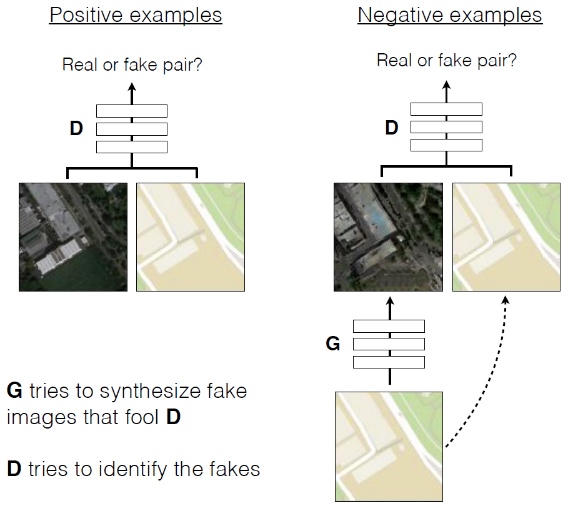 Positive examples
Negative examples
Real or fake pair?
Real or fake pair?
D
D
G
G tries to synthesize fake
images that fool D
D tries to identify the fakes